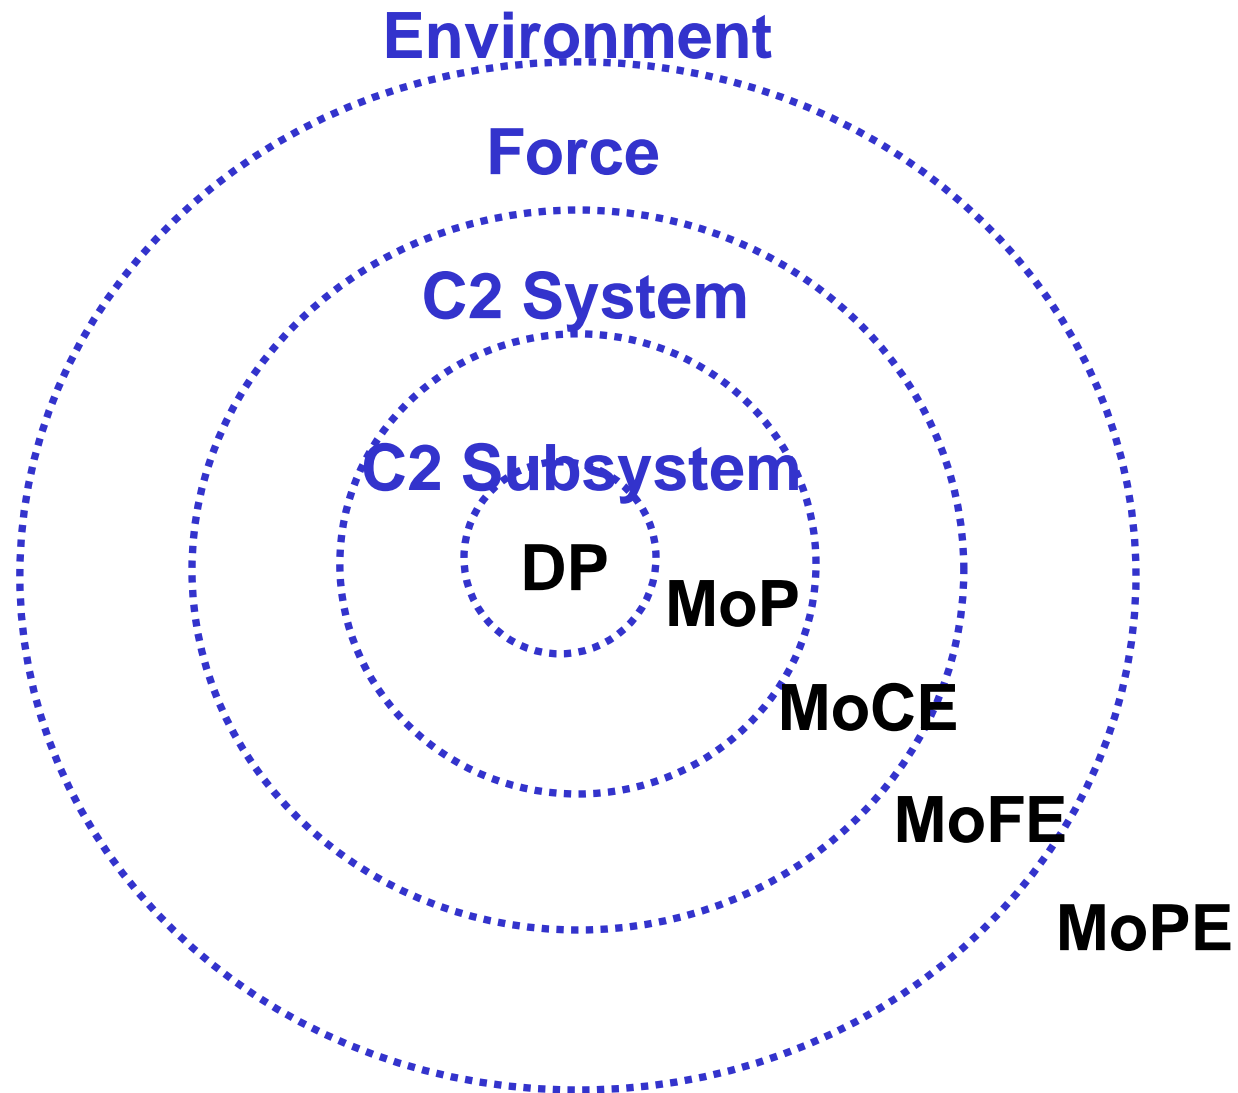 Environment
Force
C2 System
C2 Subsystem
DP
MoP
MoCE
MoFE
MoPE